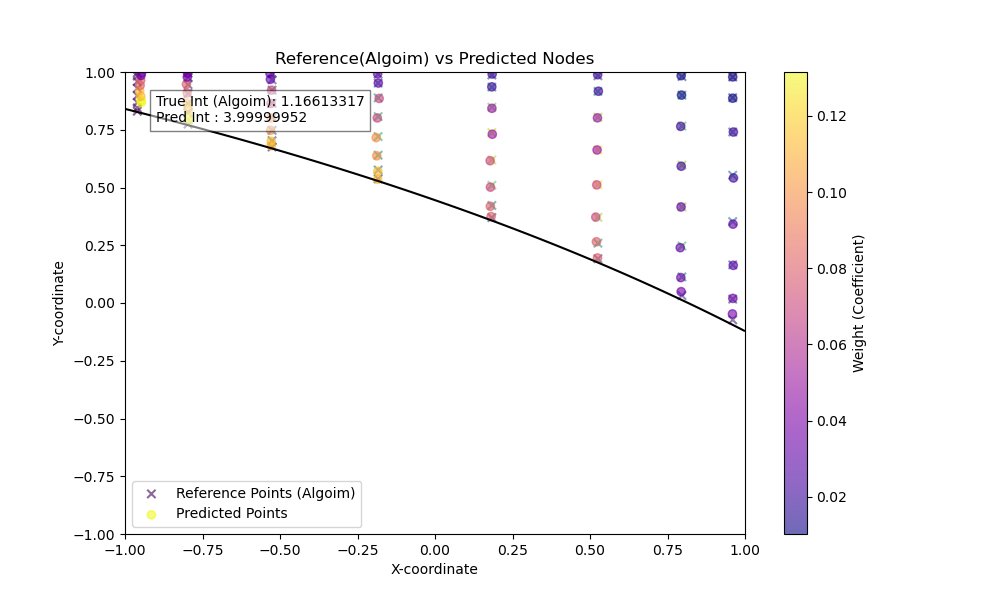 Reference(Algoim) vs Predicted Nodes
1.00
0.75
0.50
0.25
0.00
−0.25
−0.50
−0.75
−1.00
Y-coordinate
True Int (Algoim): 1.16613317
Pred Int : 3.99999952
Reference Points (Algoim)
Predicted Points
−1.00 −0.75 −0.50 −0.25 0.00 0.25 0.50 0.75 1.00
X-coordinate
0.12
0.10
0.08
0.06
0.04
0.02
Weight (Coefficient)